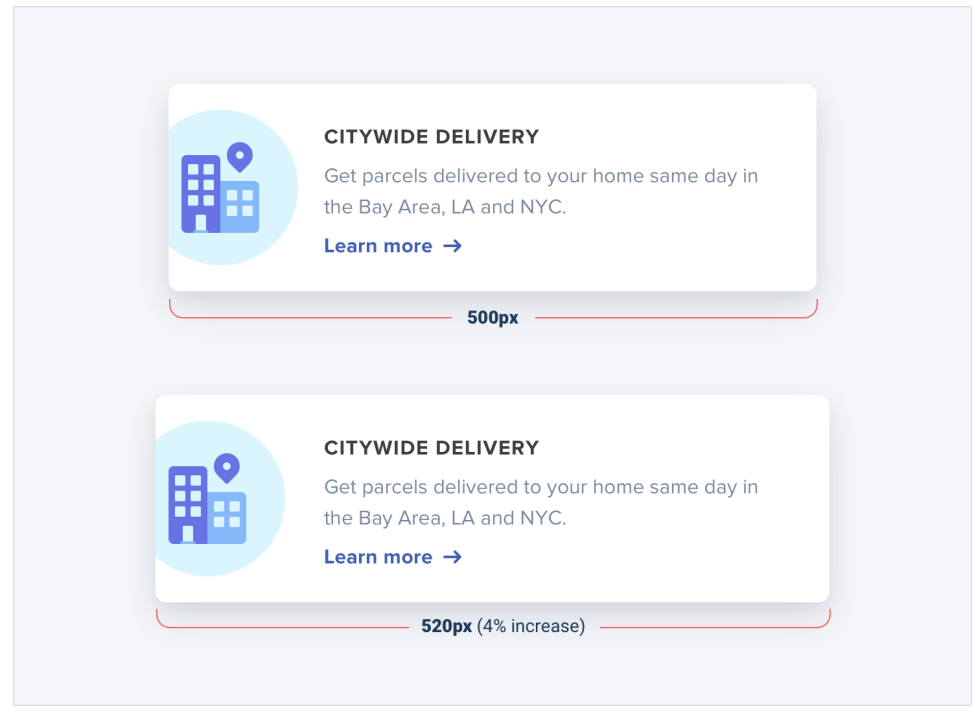 CITYWIDE DELIVERY
Get parcels delivered to your home same day in
the Bay Area, LA and NYC.
Learn more →
500px
CITYWIDE DELIVERY
Get parcels delivered to your home same day in
the Bay Area, LA and NYC.
Learn more →
520px (4% increase)